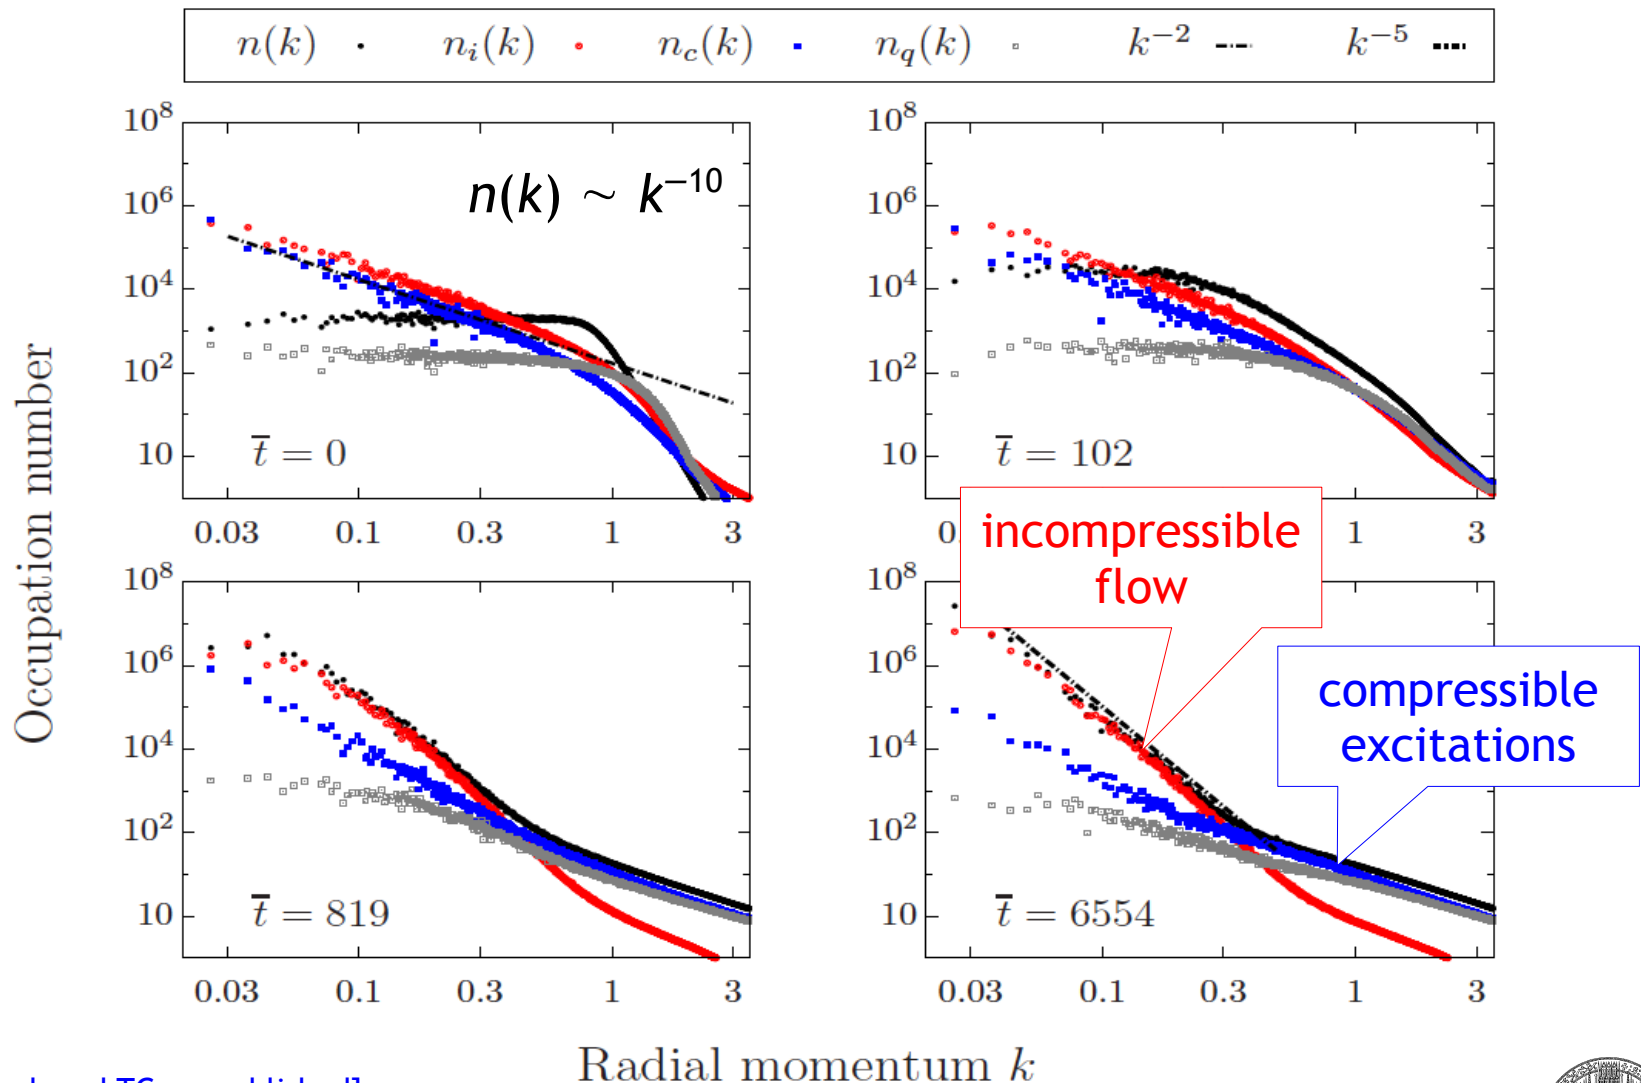 n(k) n_i(k) n_c(k) n_q(k) k^{-2} k^{-5}
Occupation number
10^8
10^6
10^4
10^2
10
n(k) ~ k^{-10}
t̄ = 0
0.03 0.1 0.3 1 3
10^8
10^6
10^4
10^2
10
t̄ = 102
1 3
incompressible
flow
10^8
10^6
10^4
10^2
10
t̄ = 819
0.03 0.1 0.3 1 3
10^8
10^6
10^4
10^2
10
compressible
excitations
t̄ = 6554
0.03 0.1 0.3 1 3
Radial momentum k